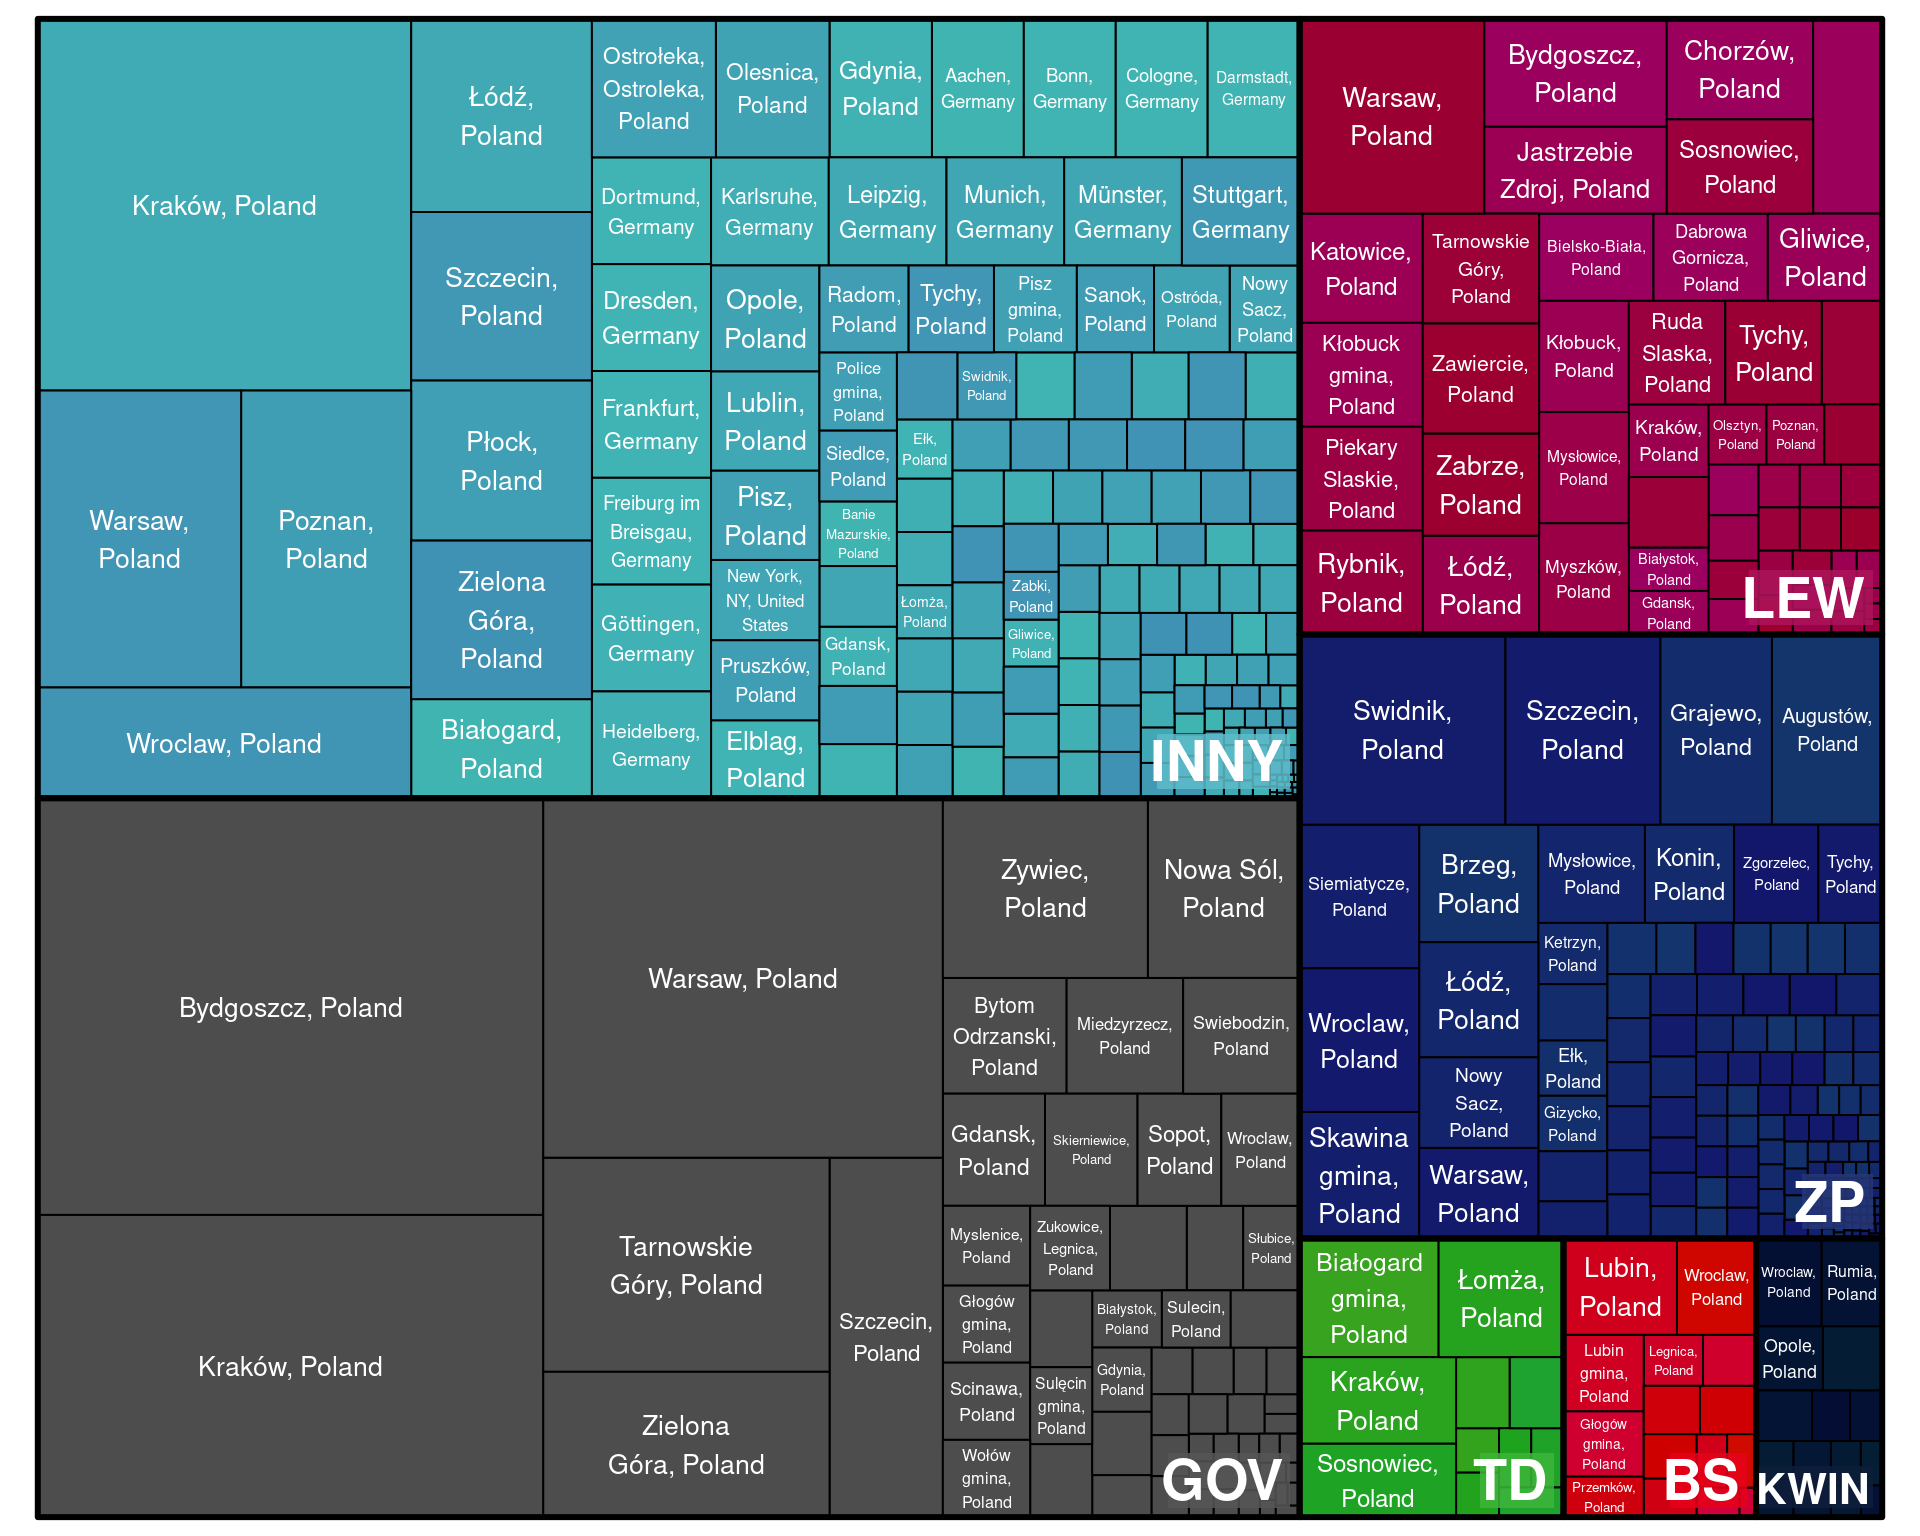 Kraków, Poland
Warsaw,
Poland
Poznan,
Poland
Wroclaw, Poland
Łódź,
Poland
Szczecin,
Poland
Płock,
Poland
Zielona
Góra,
Poland
Białogard,
Poland
Ostrołeka,
Ostroleka,
Poland
Olesnica,
Poland
Gdynia,
Poland
Aachen,
Germany
Bonn,
Germany
Cologne,
Germany
Darmstadt,
Germany
Dortmund,
Germany
Karlsruhe,
Germany
Leipzig,
Germany
Munich,
Germany
Münster,
Germany
Stuttgart,
Germany
Dresden,
Germany
Frankfurt,
Germany
Freiburg im
Breisgau,
Germany
Göttingen,
Germany
Heidelberg,
Germany
Opole,
Poland
Lublin,
Poland
Pisz,
Poland
New York,
NY, United
States
Pruszków,
Poland
Elblag,
Poland
Radom,
Poland
Tychy,
Poland
Pisz
gmina,
Poland
Sanok,
Poland
Ostróda,
Poland
Nowy
Sacz,
Poland
Police
gmina,
Poland
Swidnik,
Poland
Siedlce,
Poland
Ełk,
Poland
Banie
Mazurskie,
Poland
Łomża,
Poland
Zabki,
Poland
Gdansk,
Poland
Gliwice,
Poland
INNY
Warsaw,
Poland
Bydgoszcz,
Poland
Jastrzebie
Zdroj, Poland
Chorzów,
Poland
Sosnowiec,
Poland
Katowice,
Poland
Kłobuck
gmina,
Poland
Piekary
Slaskie,
Poland
Rybnik,
Poland
Tarnowskie
Góry,
Poland
Zawiercie,
Poland
Zabrze,
Poland
Łódź,
Poland
Bielsko-Biała,
Poland
Dabrowa
Gornicza,
Poland
Gliwice,
Poland
Kłobuck,
Poland
Ruda
Slaska,
Poland
Tychy,
Poland
Mysłowice,
Poland
Kraków,
Poland
Olsztyn,
Poland
Poznan,
Poland
Myszków,
Poland
Białystok,
Poland
Gdansk,
Poland
LEW
Bydgoszcz, Poland
Kraków, Poland
Warsaw, Poland
Tarnowskie
Góry, Poland
Zielona
Góra, Poland
Szczecin,
Poland
Zywiec,
Poland
Nowa Sól,
Poland
Bytom
Odrzanski,
Poland
Miedzyrzecz,
Poland
Swiebodzin,
Poland
Gdansk,
Poland
Skierniewice,
Poland
Sopot,
Poland
Wroclaw,
Poland
Myslenice,
Poland
Zukowice,
Legnica,
Poland
Słubice,
Poland
Głogów
gmina,
Poland
Białystok,
Poland
Sulecin,
Poland
Scinawa,
Poland
Sulęcin
gmina,
Poland
Gdynia,
Poland
Wołów
gmina,
Poland
GOV
Swidnik,
Poland
Szczecin,
Poland
Grajewo,
Poland
Augustów,
Poland
Siemiatycze,
Poland
Wroclaw,
Poland
Skawina
gmina,
Poland
Brzeg,
Poland
Łódź,
Poland
Nowy
Sacz,
Poland
Warsaw,
Poland
Mysłowice,
Poland
Konin,
Poland
Zgorzelec,
Poland
Tychy,
Poland
Ketrzyn,
Poland
Ełk,
Poland
Gizycko,
Poland
ZP
Białogard
gmina,
Poland
Łomża,
Poland
Kraków,
Poland
Sosnowiec,
Poland
TD
Lubin,
Poland
Wroclaw,
Poland
Lubin
gmina,
Poland
Legnica,
Poland
Głogów
gmina,
Poland
Przemków,
Poland
BS
Wroclaw,
Poland
Rumia,
Poland
Opole,
Poland
KWIN